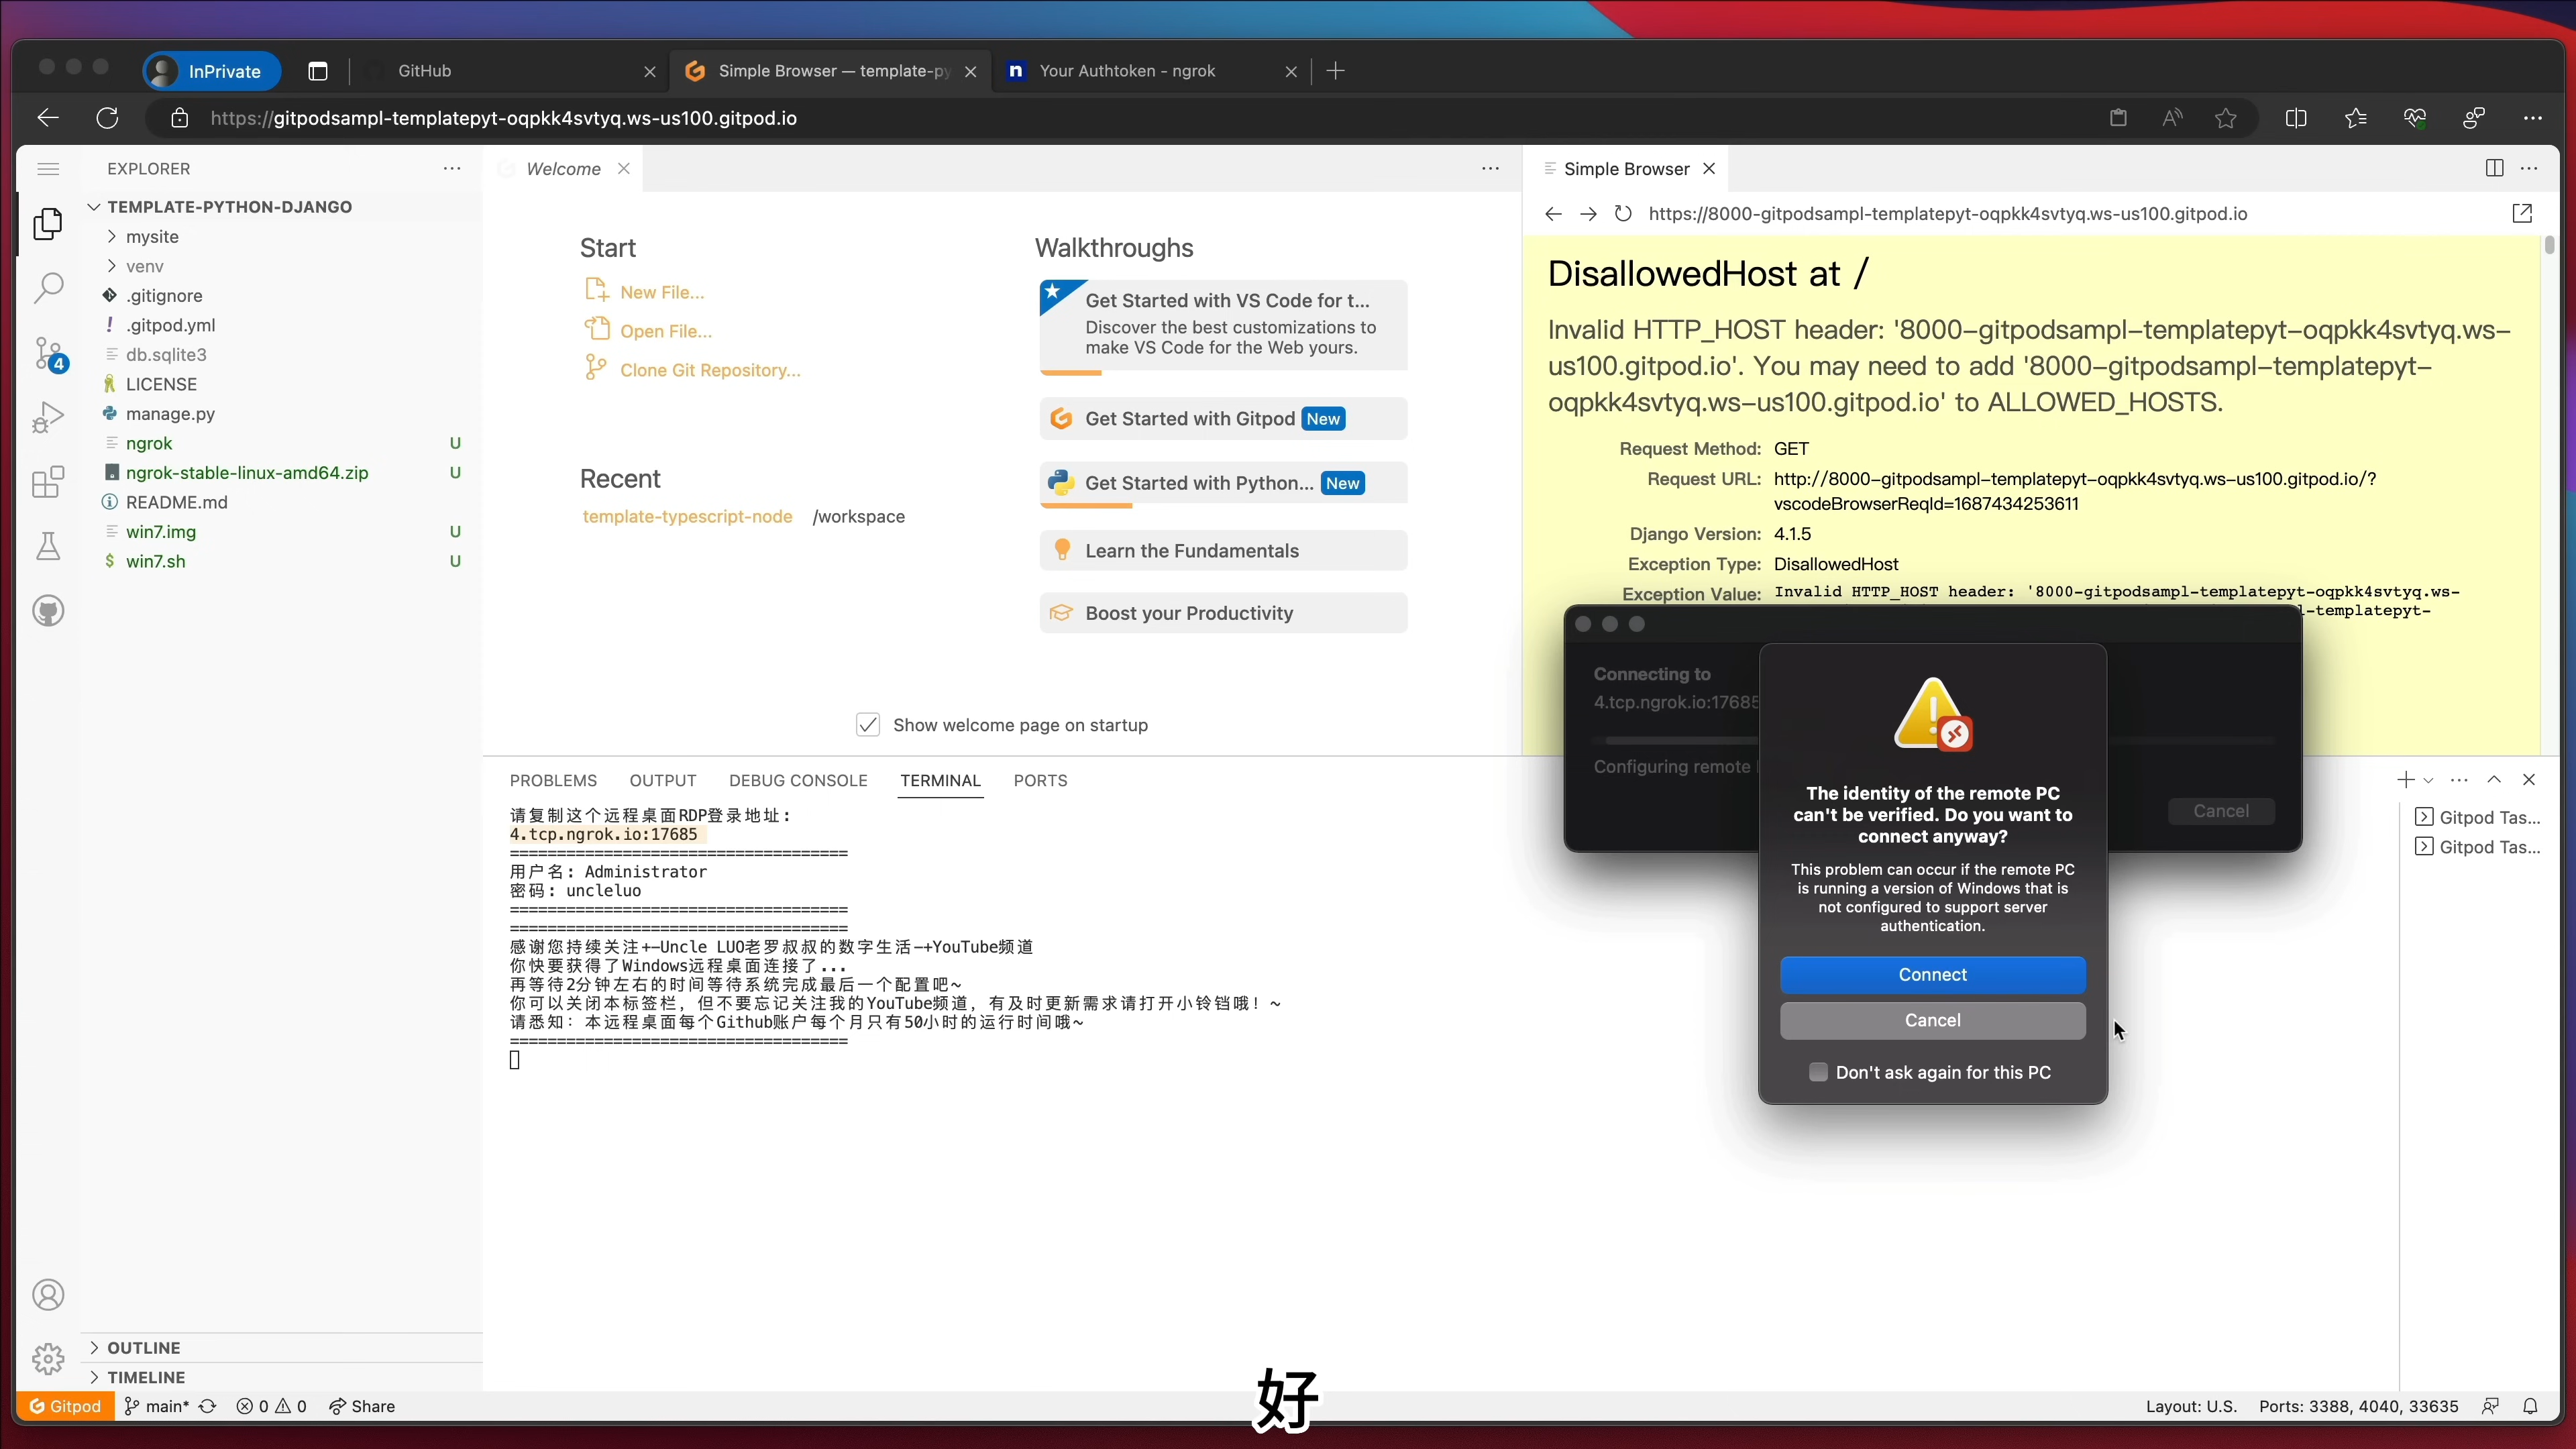 InPrivate
GitHub
Simple Browser — template-py
Your Authtoken - ngrok
https://gitpodsampl-templatepyt-oqpkk4svtyq.ws-us100.gitpod.io
EXPLORER
TEMPLATE-PYTHON-DJANGO
mysite
venv
.gitignore
.gitpod.yml
db.sqlite3
LICENSE
manage.py
ngrok U
ngrok-stable-linux-amd64.zip U
README.md
win7.img U
win7.sh U
4
OUTLINE
TIMELINE
Welcome
Start
New File...
Open File...
Clone Git Repository...
Recent
template-typescript-node /workspace
Walkthroughs
Get Started with VS Code for t...
Discover the best customizations to
make VS Code for the Web yours.
Get Started with Gitpod New
Get Started with Python... New
Learn the Fundamentals
Boost your Productivity
Show welcome page on startup
Simple Browser
https://8000-gitpodsampl-templatepyt-oqpkk4svtyq.ws-us100.gitpod.io
DisallowedHost at /
Invalid HTTP_HOST header: '8000-gitpodsampl-templatepyt-oqpkk4svtyq.ws-
us100.gitpod.io'. You may need to add '8000-gitpodsampl-templatepyt-
oqpkk4svtyq.ws-us100.gitpod.io' to ALLOWED_HOSTS.
Request Method: GET
Request URL: http://8000-gitpodsampl-templatepyt-oqpkk4svtyq.ws-us100.gitpod.io/?
vscodeBrowserReqId=1687434253611
Django Version: 4.1.5
Exception Type: DisallowedHost
Exception Value: Invalid HTTP_HOST header: '8000-gitpodsampl-templatepyt-oqpkk4svtyq.ws-
l-templatepyt-
Connecting to
4.tcp.ngrok.io:17685
Configuring remote
Cancel
The identity of the remote PC
can't be verified. Do you want to
connect anyway?
This problem can occur if the remote PC
is running a version of Windows that is
not configured to support server
authentication.
Connect
Cancel
Don't ask again for this PC
PROBLEMS OUTPUT DEBUG CONSOLE TERMINAL PORTS
请复制这个远程桌面RDP登录地址：
4.tcp.ngrok.io:17685
====================================
用户名: Administrator
密码: uncleluo
====================================
====================================
感谢您持续关注+—Uncle LUO老罗叔叔的数字生活—+YouTube频道
你快要获得了Windows远程桌面连接了...
再等待2分钟左右的时间等待系统完成最后一个配置吧~
你可以关闭本标签栏，但不要忘记关注我的YouTube频道，有及时更新需求请打开小铃铛哦！~
请悉知：本远程桌面每个Github账户每个月只有50小时的运行时间哦~
====================================
Gitpod Tas...
Gitpod Tas...
好
Gitpod main* 0 0 Share
Layout: U.S. Ports: 3388, 4040, 33635